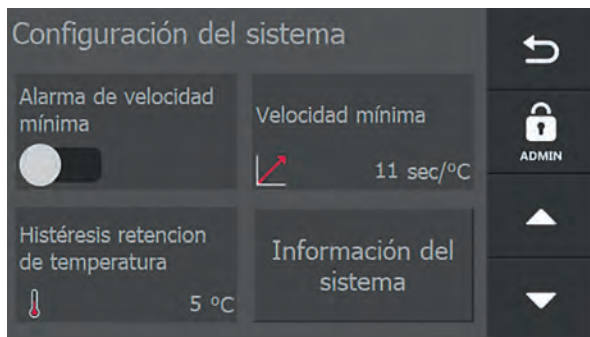 Configuración del sistema
Alarma de velocidad
mínima
Velocidad mínima
11 sec/ºC
ADMIN
Histéresis retencion
de temperatura
5 ºC
Información del
sistema